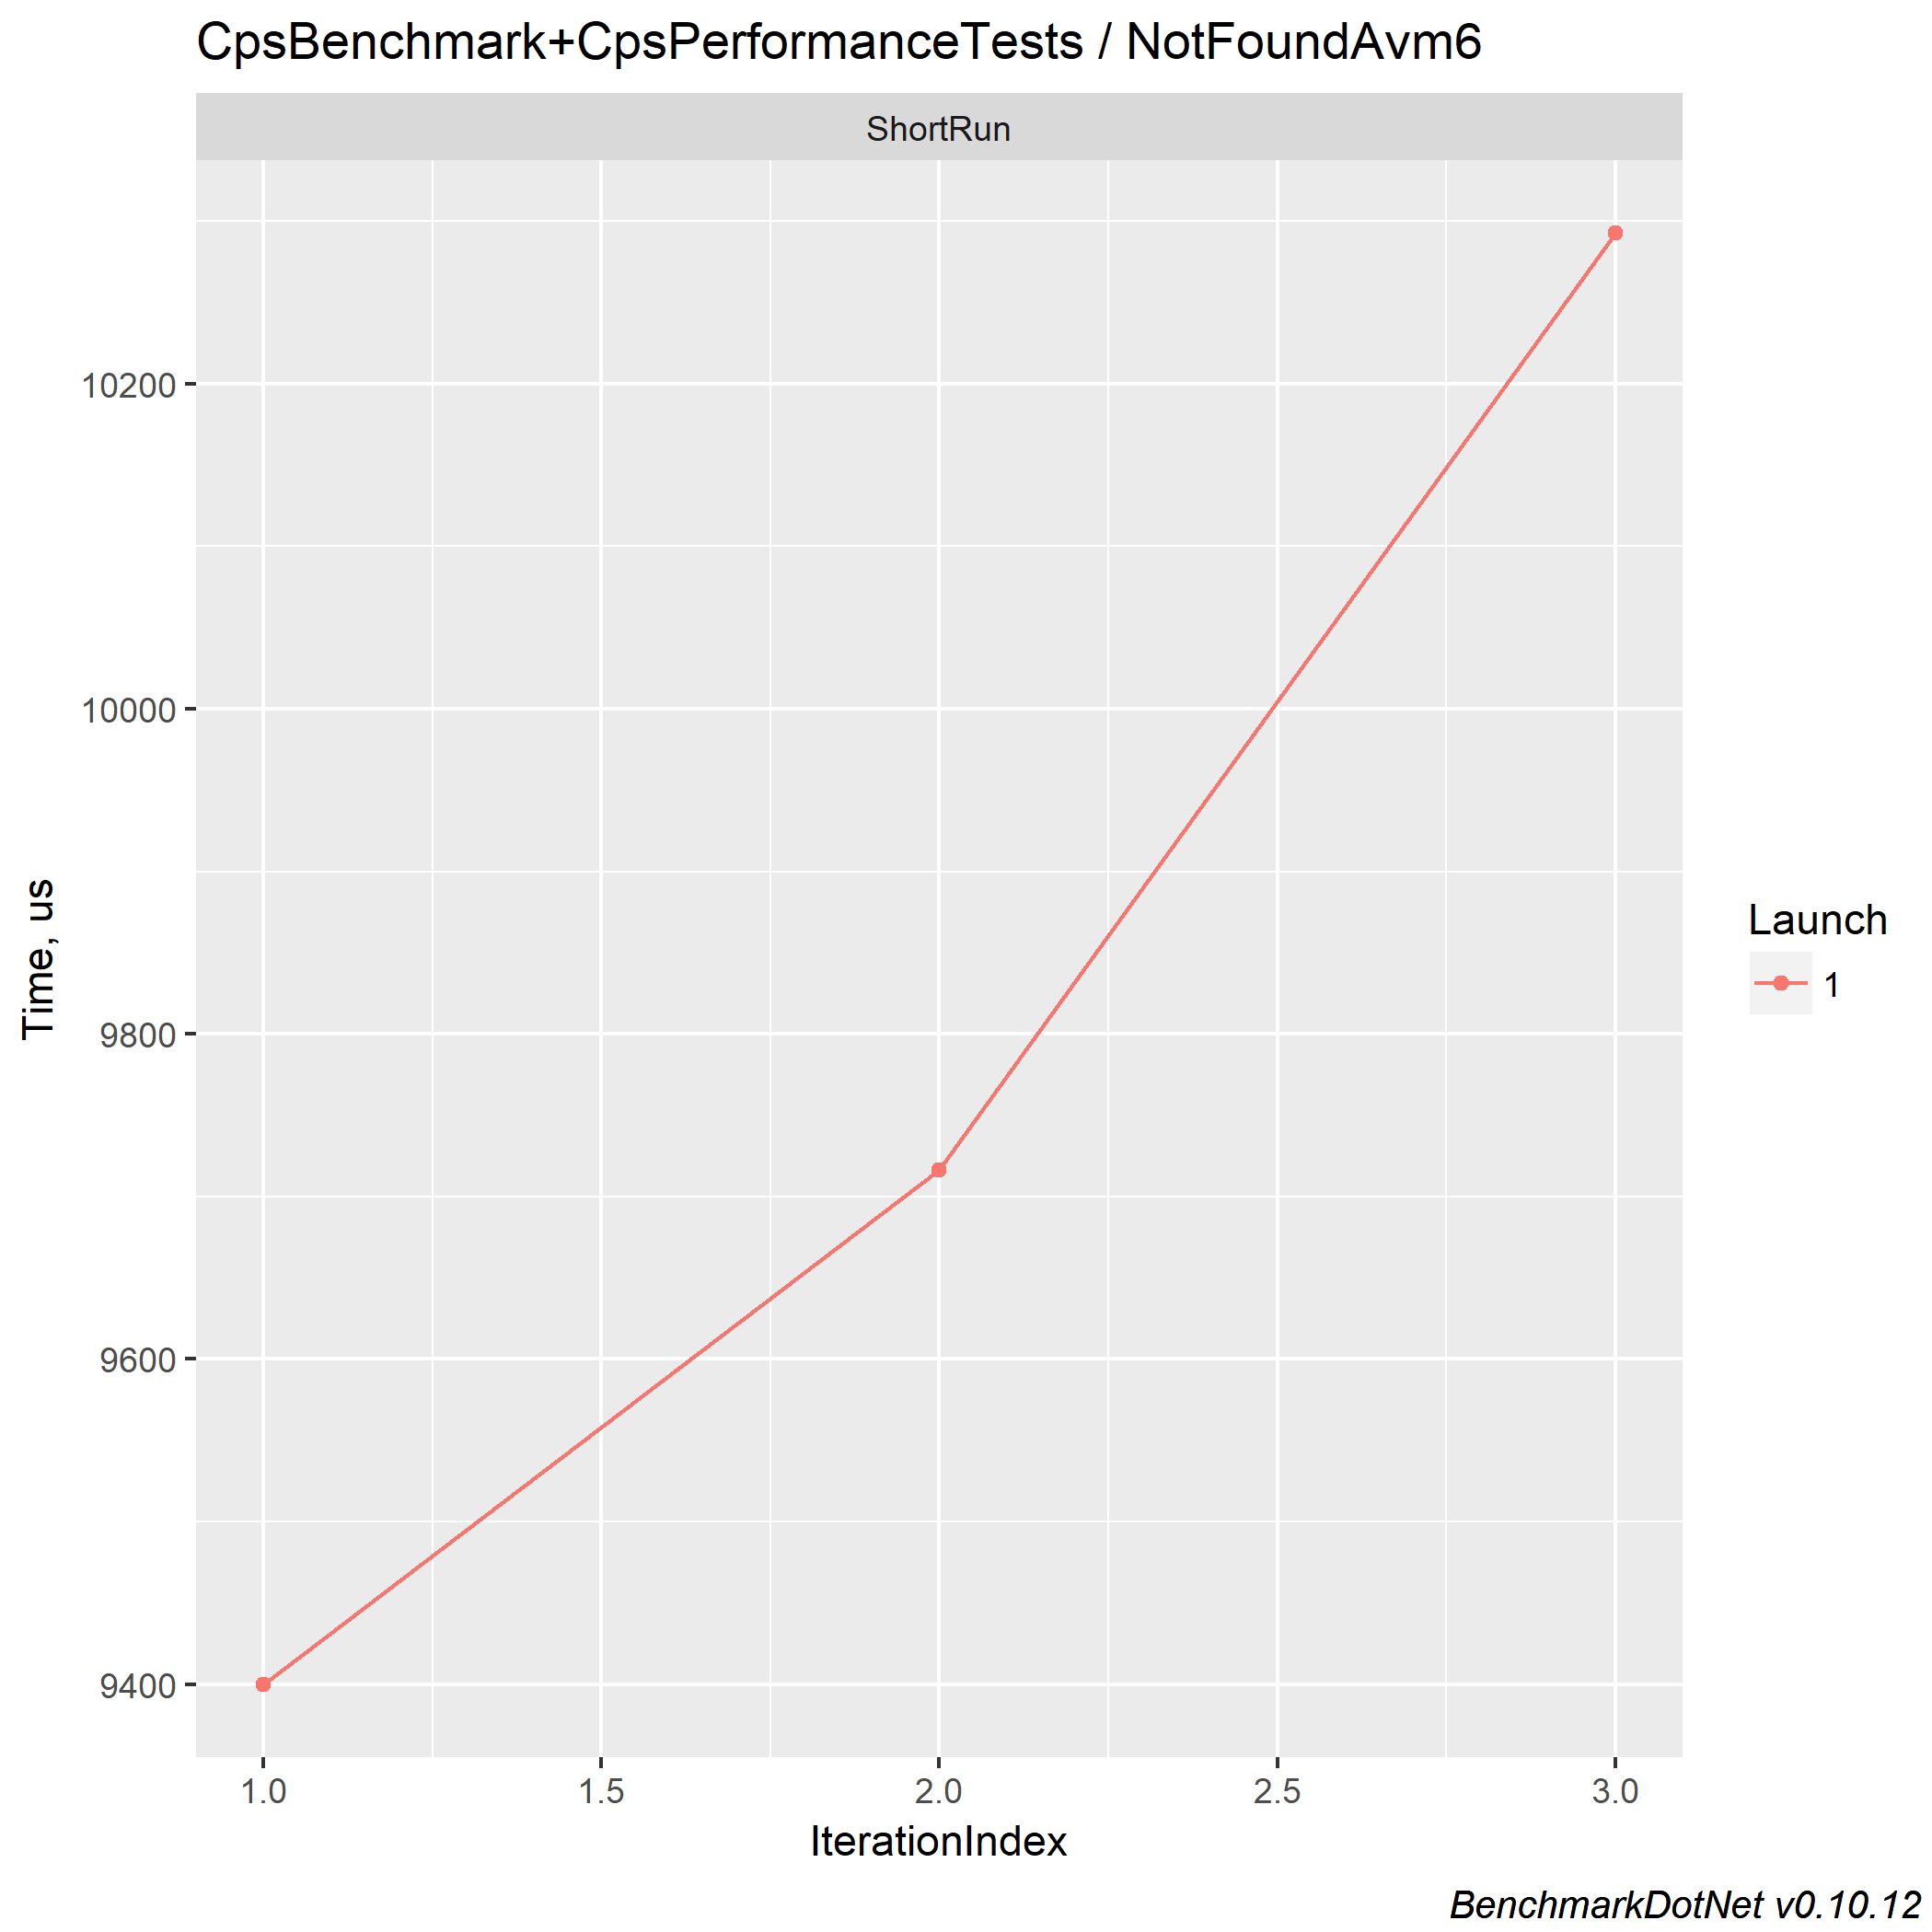 CpsBenchmark+CpsPerformanceTests / NotFoundAvm6
ShortRun
10200
10000
9800
9600
9400
Time, us
1.0 1.5 2.0 2.5 3.0
IterationIndex
Launch
1
BenchmarkDotNet v0.10.12